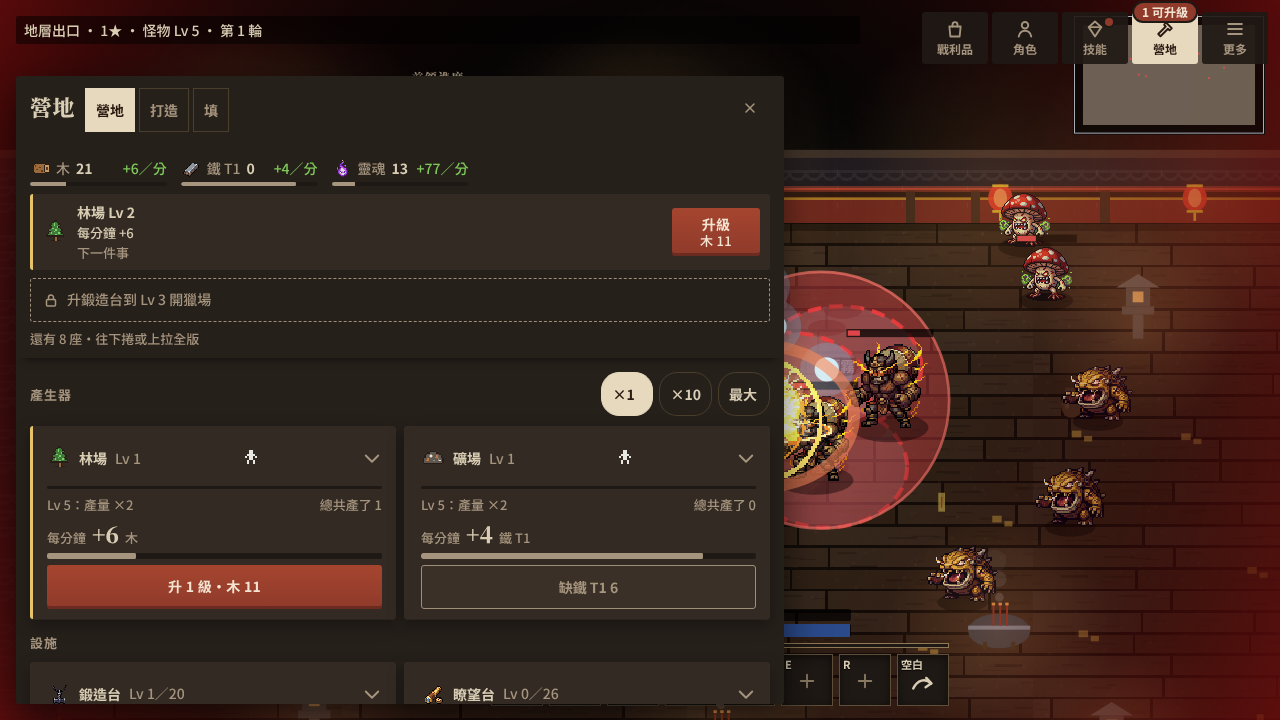 地層出口 · 1★ · 怪物 Lv 5 · 第 1 輪
1 可升級
戰利品
角色
技能
營地
更多
營地
營地
打造
填
×
木 21 +6／分
鐵 T1 0 +4／分
靈魂 13 +77／分
林場 Lv 2
每分鐘 +6
下一件事
升級
木 11
升鍛造台到 Lv 3 開獵場
還有 8 座·往下捲或上拉全版
產生器
×1
×10
最大
林場 Lv 1
Lv 5：產量 ×2
總共產了 1
每分鐘 +6 木
升 1 級·木 11
礦場 Lv 1
Lv 5：產量 ×2
總共產了 0
每分鐘 +4 鐵 T1
缺鐵 T1 6
設施
鍛造台 Lv 1／20
瞭望台 Lv 0／26
E
R
空白